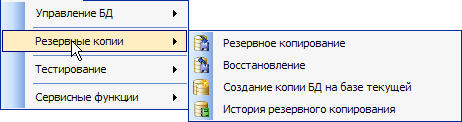 Управление БД
Резервные копии
Тестирование
Сервисные функции
Резервное копирование
Восстановление
Создание копии БД на базе текущей
История резервного копирования